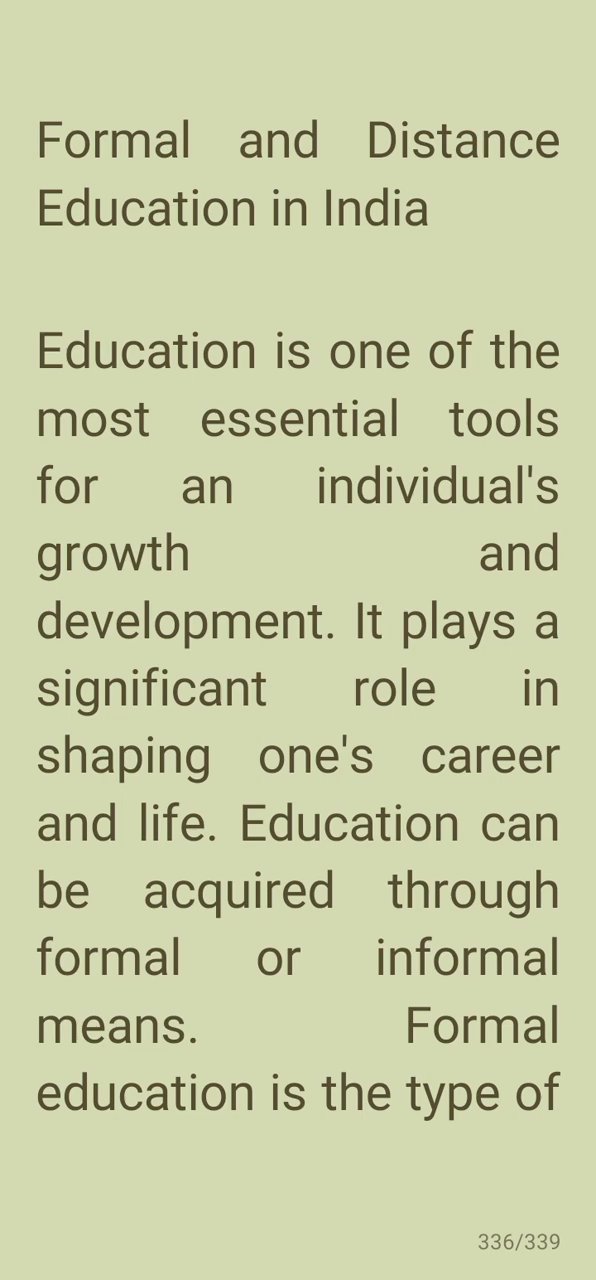 Formal and Distance
Education in India
Education is one of the
most essential tools
for an individual's
growth and
development. It plays a
significant role in
shaping one's career
and life. Education can
be acquired through
formal or informal
means. Formal
education is the type of
336/339